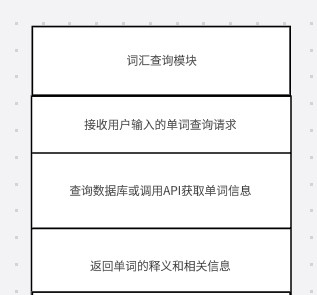 词汇查询模块
接收用户输入的单词查询请求
查询数据库或调用API获取单词信息
返回单词的释义和相关信息